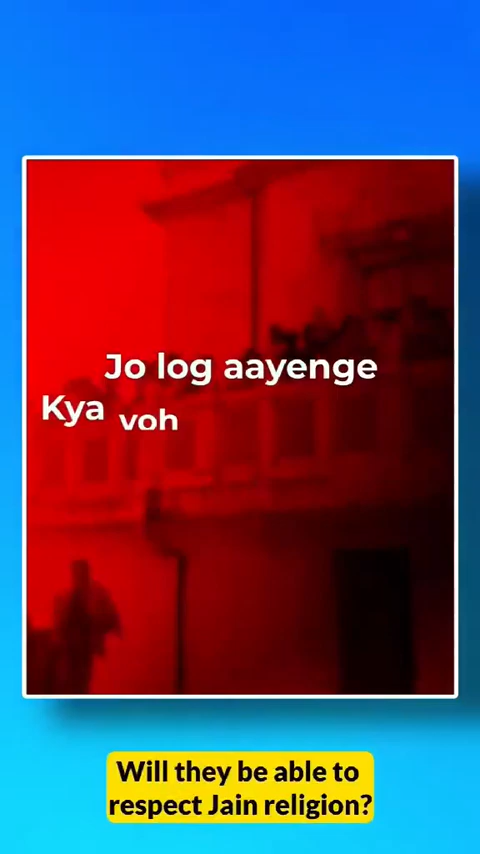 Jo log aayenge
Kya voh
Will they be able to
respect Jain religion?